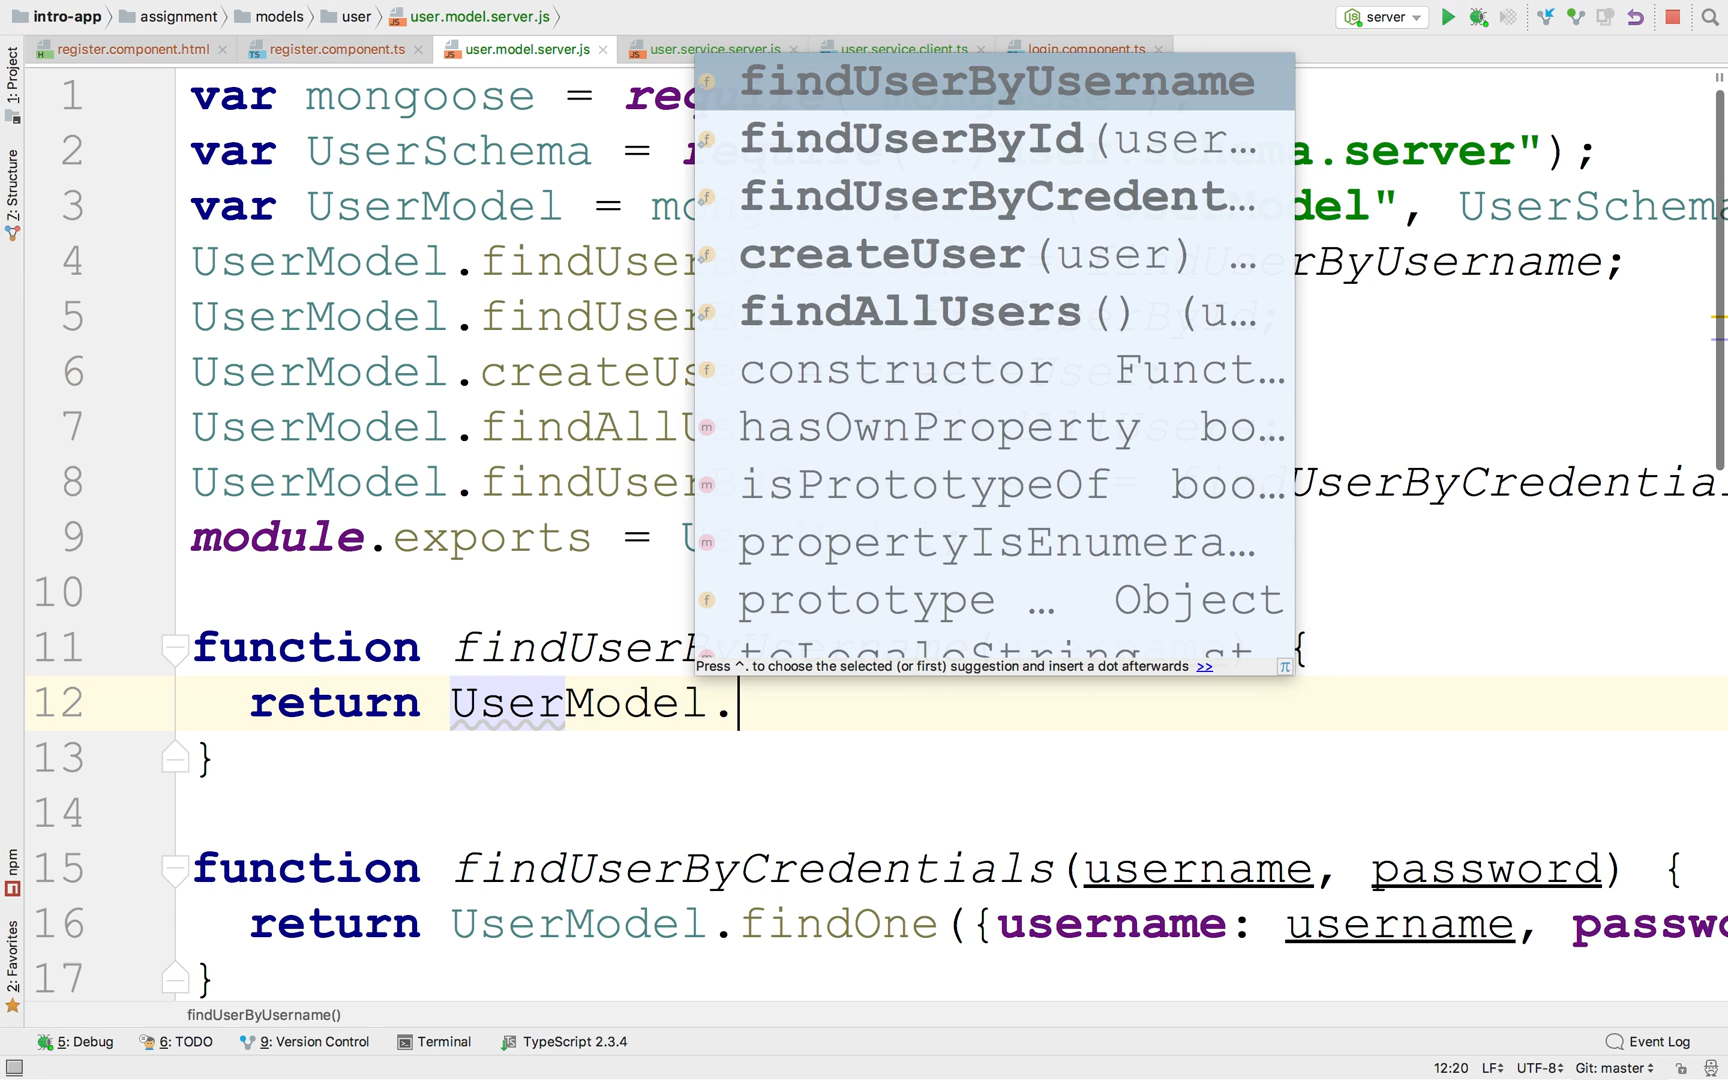 intro-app assignment models user user.model.server.js server
register.component.html register.component.ts user.model.server.js user.service.server.js user.service.client.ts login.component.ts
1: Project
7: Structure
npm
2: Favorites
1 var mongoose =
2 var UserSchema = a.server");
3 var UserModel = del", UserSchema
4 UserModel.findUser rByUsername;
5 UserModel.findUser
6 UserModel.createUs
7 UserModel.findAllU
8 UserModel.findUser UserByCredential
9 module.exports =
10
11 function findUserB {
12 return UserModel.
13 }
14
15 function findUserByCredentials(username, password) {
16 return UserModel.findOne({username: username, passwo
17 }
findUserByUsername
findUserById(user…
findUserByCredent…
createUser(user) …
findAllUsers() (u…
constructor Funct…
hasOwnProperty bo…
isPrototypeOf boo…
propertyIsEnumera…
prototype … Object
toLocaleString st
Press ^. to choose the selected (or first) suggestion and insert a dot afterwards >> π
findUserByUsername()
5: Debug 6: TODO 9: Version Control Terminal TypeScript 2.3.4 Event Log
12:20 LF UTF-8 Git: master